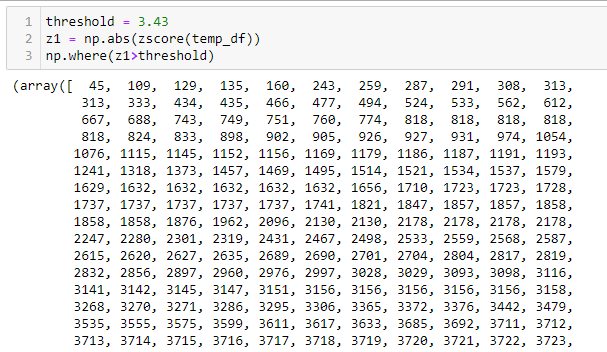 1 threshold = 3.43
2 z1 = np.abs(zscore(temp_df))
3 np.where(z1>threshold)
(array([ 45, 109, 129, 135, 160, 243, 259, 287, 291, 308, 313,
313, 333, 434, 435, 466, 477, 494, 524, 533, 562, 612,
667, 688, 743, 749, 751, 760, 774, 818, 818, 818, 818,
818, 824, 833, 898, 902, 905, 926, 927, 931, 974, 1054,
1076, 1115, 1145, 1152, 1156, 1169, 1179, 1186, 1187, 1191, 1193,
1241, 1318, 1373, 1457, 1469, 1495, 1514, 1521, 1534, 1537, 1579,
1629, 1632, 1632, 1632, 1632, 1632, 1656, 1710, 1723, 1723, 1728,
1737, 1737, 1737, 1737, 1737, 1741, 1821, 1847, 1857, 1857, 1858,
1858, 1858, 1876, 1962, 2096, 2130, 2130, 2178, 2178, 2178, 2178,
2247, 2280, 2301, 2319, 2431, 2467, 2498, 2533, 2559, 2568, 2587,
2615, 2620, 2627, 2635, 2689, 2690, 2701, 2704, 2804, 2817, 2819,
2832, 2856, 2897, 2960, 2976, 2997, 3028, 3029, 3093, 3098, 3116,
3141, 3142, 3145, 3147, 3151, 3156, 3156, 3156, 3156, 3156, 3158,
3268, 3270, 3271, 3286, 3295, 3306, 3365, 3372, 3376, 3442, 3479,
3535, 3555, 3575, 3599, 3611, 3617, 3633, 3685, 3692, 3711, 3712,
3713, 3714, 3715, 3716, 3717, 3718, 3719, 3720, 3721, 3722, 3723,